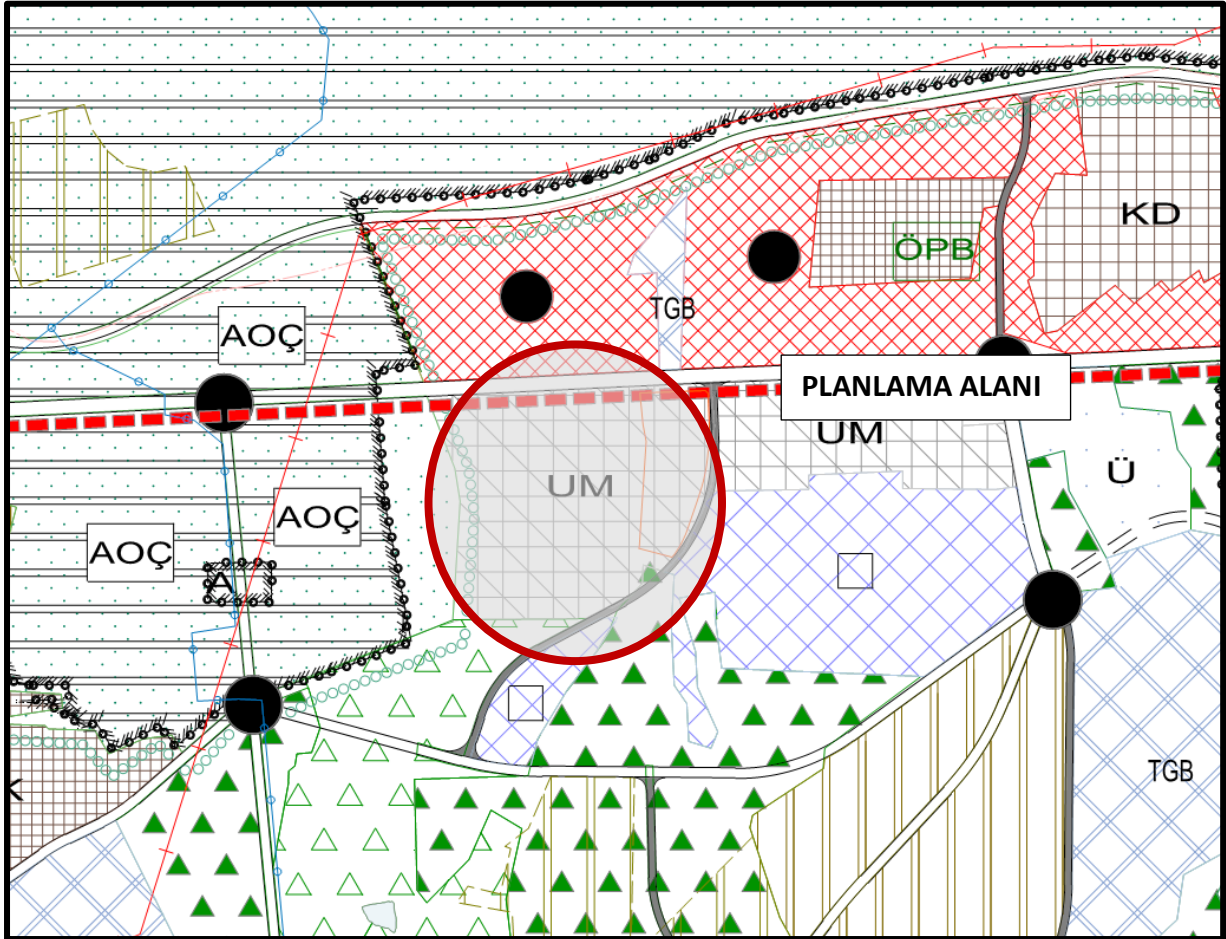 KD
ÖPB
TGB
AOÇ
PLANLAMA ALANI
UM
UM
Ü
AOÇ
AOÇ
A
TGB
K